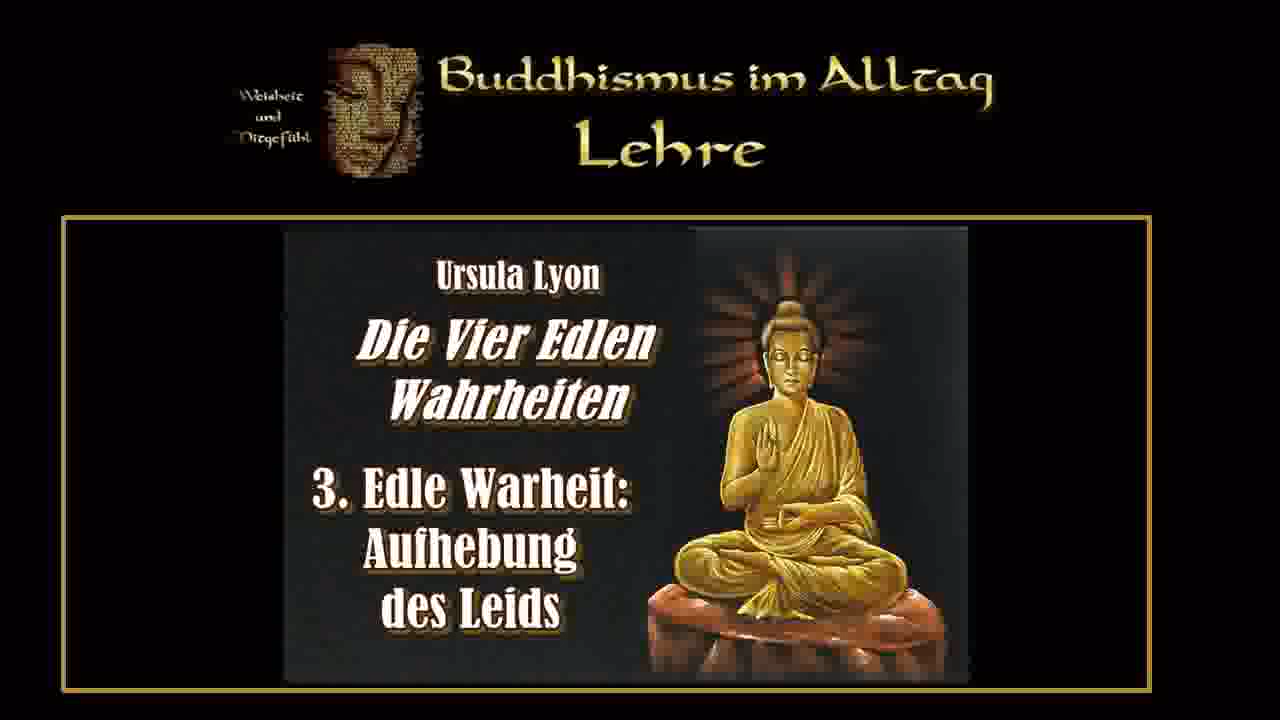 Weisheit
und
Mitgefühl
Buddhismus im Alltag
Lehre
Ursula Lyon
Die Vier Edlen
Wahrheiten
3. Edle Warheit:
Aufhebung
des Leids